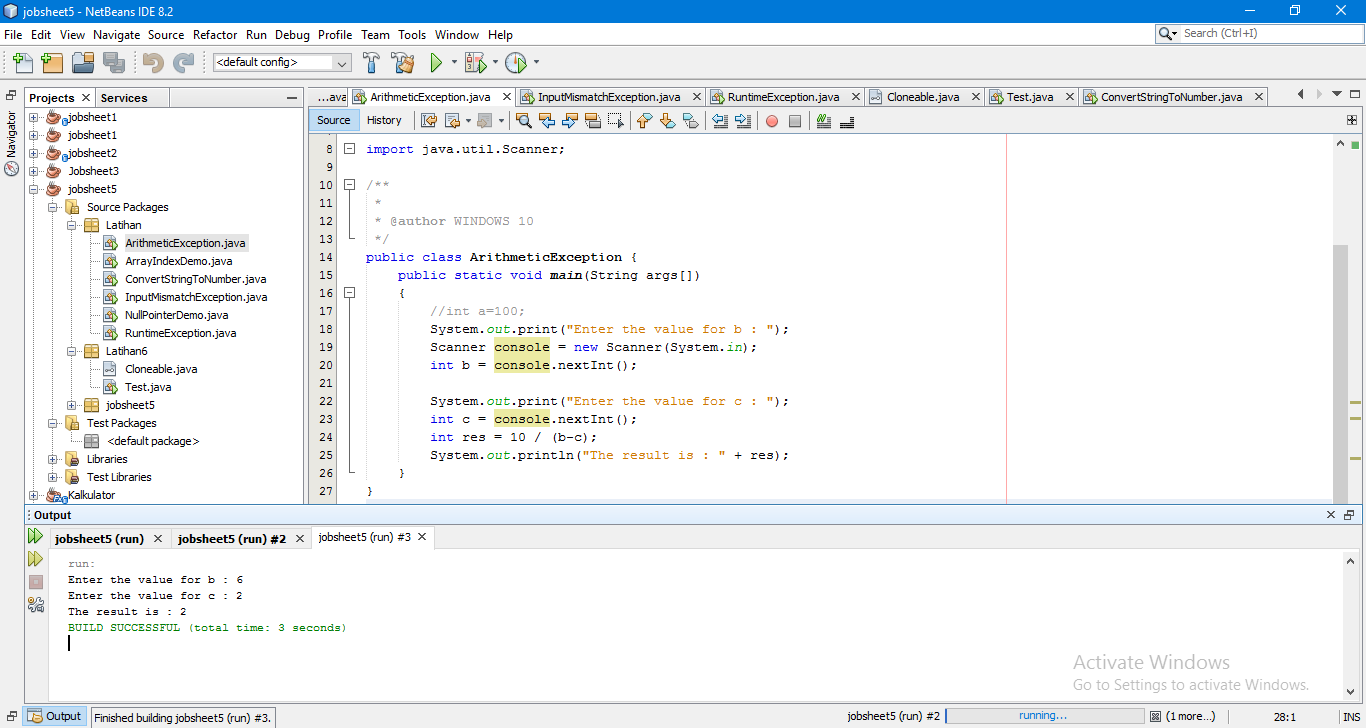 jobsheet5 - NetBeans IDE 8.2
File Edit View Navigate Source Refactor Run Debug Profile Team Tools Window Help
Search (Ctrl+I)
<default config>
Projects
Services
...ava
ArithmeticException.java
InputMismatchException.java
RuntimeException.java
Cloneable.java
Test.java
ConvertStringToNumber.java
Navigator
Source
History
jobsheet1
jobsheet1
jobsheet2
Jobsheet3
jobsheet5
Source Packages
Latihan
ArithmeticException.java
ArrayIndexDemo.java
ConvertStringToNumber.java
InputMismatchException.java
NullPointerDemo.java
RuntimeException.java
Latihan6
Cloneable.java
Test.java
jobsheet5
Test Packages
<default package>
Libraries
Test Libraries
Kalkulator
8 import java.util.Scanner;
9
10 /**
11 *
12 * @author WINDOWS 10
13 */
14 public class ArithmeticException {
15 public static void main(String args[])
16 {
17 //int a=100;
18 System.out.print("Enter the value for b : ");
19 Scanner console = new Scanner(System.in);
20 int b = console.nextInt();
21
22 System.out.print("Enter the value for c : ");
23 int c = console.nextInt();
24 int res = 10 / (b-c);
25 System.out.println("The result is : " + res);
26 }
27 }
Output
jobsheet5 (run)
jobsheet5 (run) #2
jobsheet5 (run) #3
run:
Enter the value for b : 6
Enter the value for c : 2
The result is : 2
BUILD SUCCESSFUL (total time: 3 seconds)
Activate Windows
Go to Settings to activate Windows.
Output
Finished building jobsheet5 (run) #3.
jobsheet5 (run) #2
running...
(1 more...)
28:1
INS